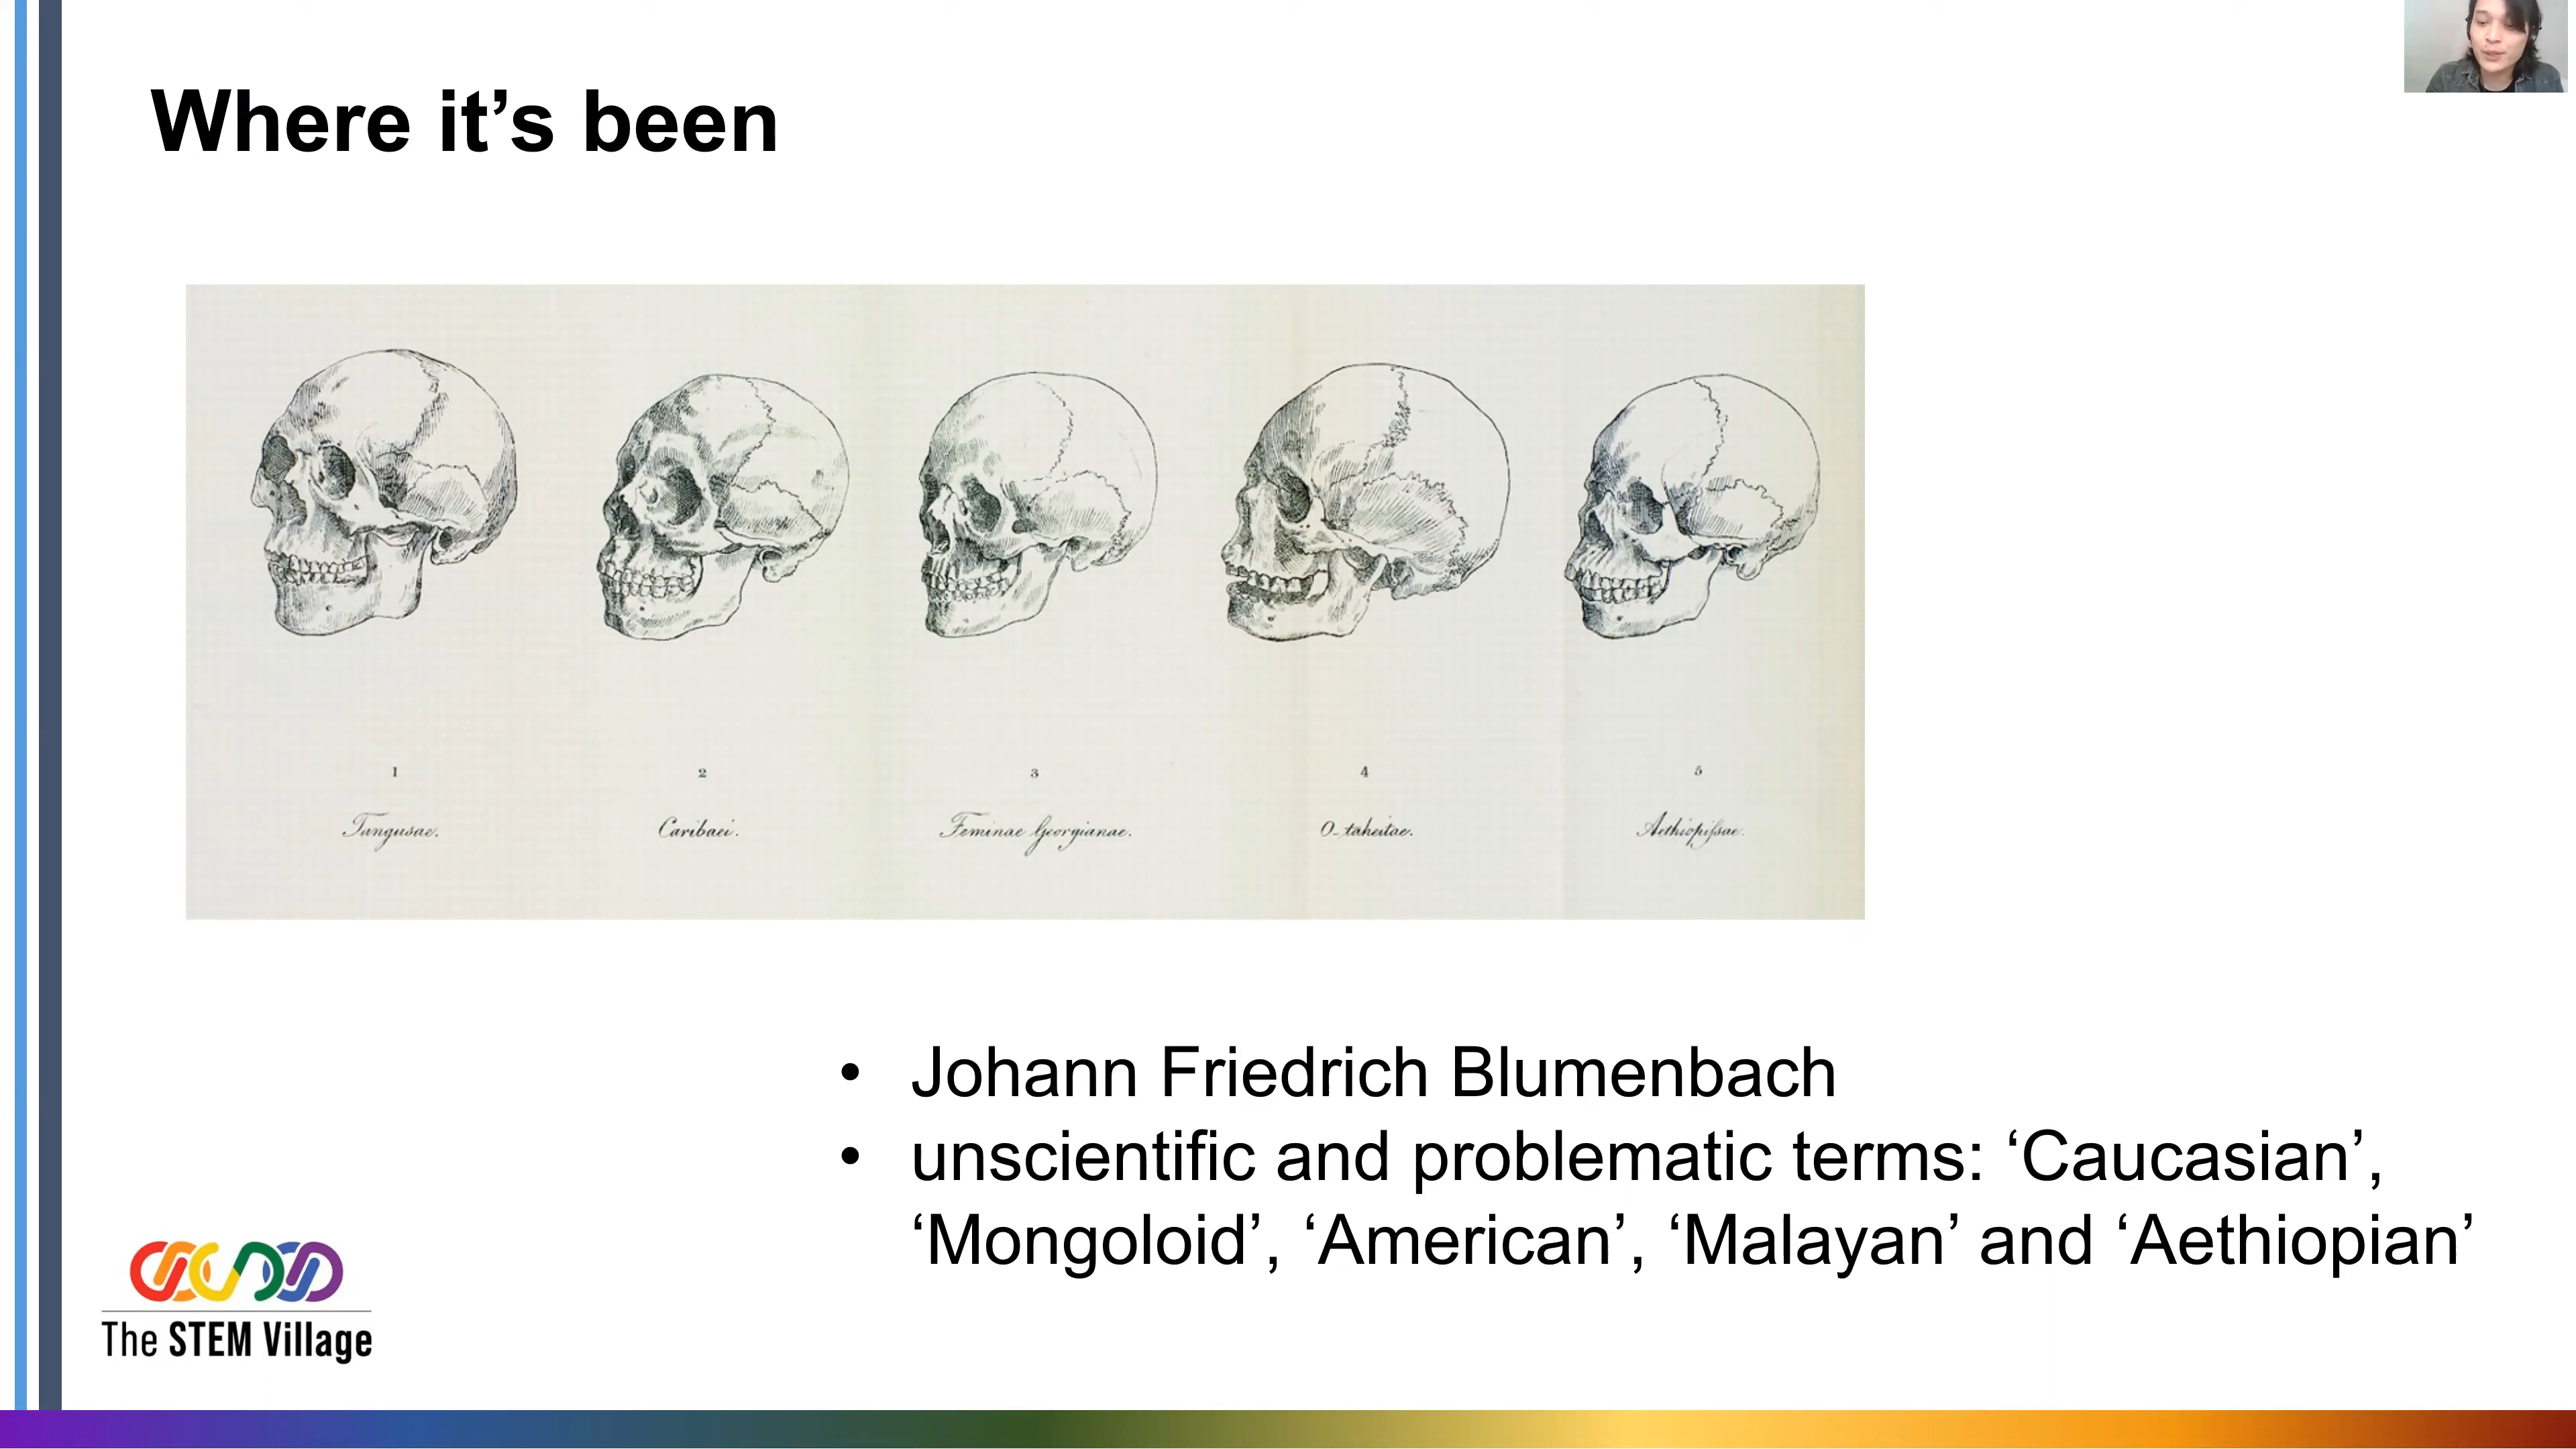 Where it’s been
1 2 3 4 5
Tungusae. Caribaei. Feminae Georgianae. O-taheitae. Aethiopissae.
• Johann Friedrich Blumenbach
• unscientific and problematic terms: ‘Caucasian’,
‘Mongoloid’, ‘American’, ‘Malayan’ and ‘Aethiopian’
The STEM Village